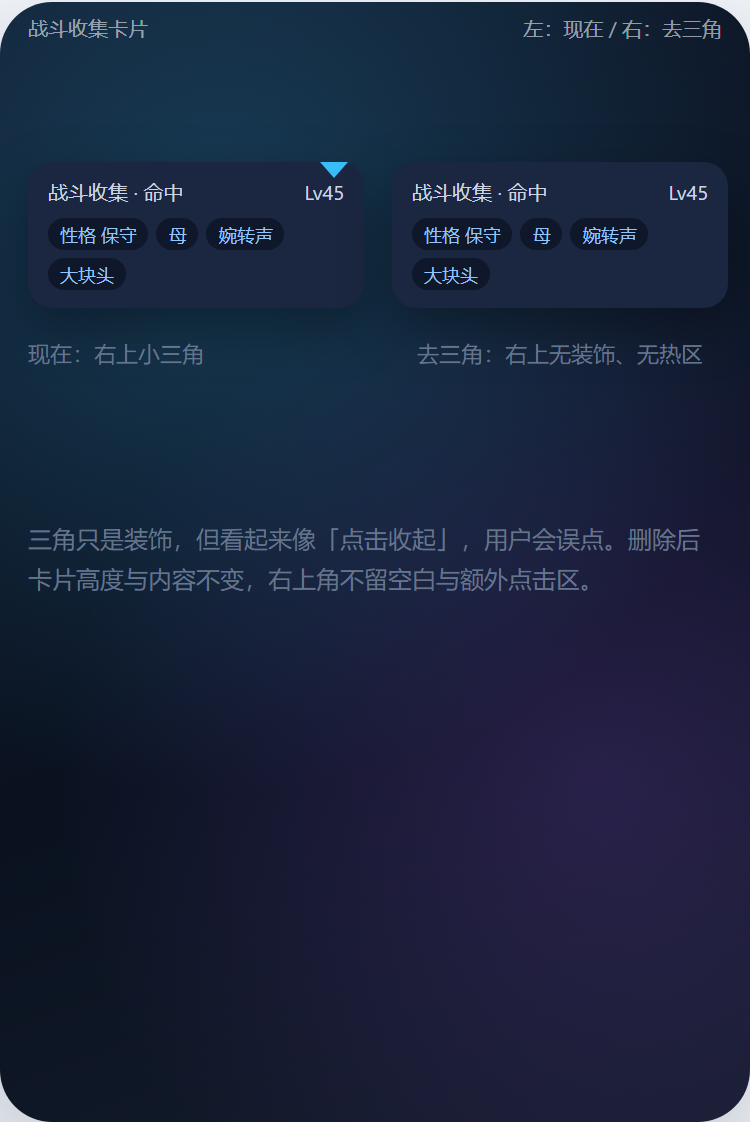 战斗收集卡片
左：现在 / 右：去三角
战斗收集 · 命中
Lv45
性格 保守
母
婉转声
大块头
战斗收集 · 命中
Lv45
性格 保守
母
婉转声
大块头
现在：右上小三角
去三角：右上无装饰、无热区
三角只是装饰，但看起来像「点击收起」，用户会误点。删除后
卡片高度与内容不变，右上角不留空白与额外点击区。